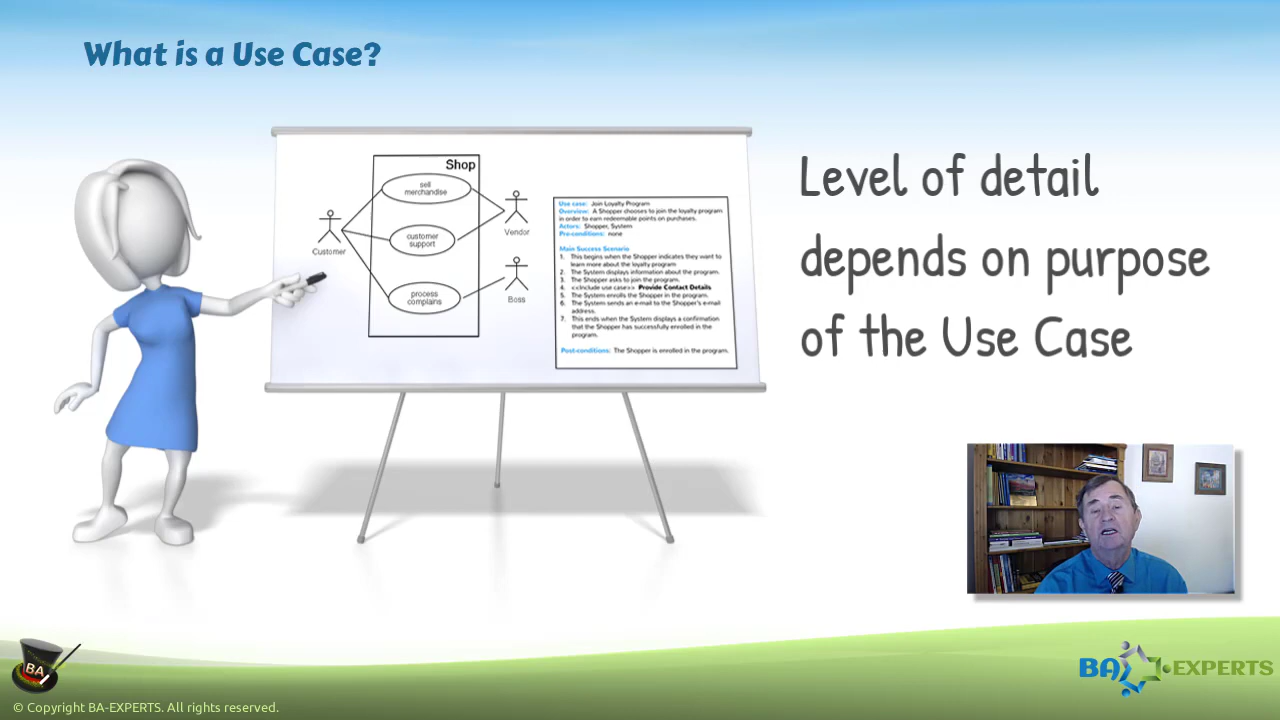 What is a Use Case?
Level of detail
depends on purpose
of the Use Case
Shop
sell
merchandise
customer
support
process
complains
Customer
Vendor
Boss
Use case: Join Loyalty Program
Overview: A Shopper chooses to join the loyalty program
in order to earn redeemable points on purchases.
Actors: Shopper, System
Pre-conditions: none
Main Success Scenario
1. This begins when the Shopper indicates they want to
learn more about the loyalty program
2. The System displays information about the program.
3. The Shopper asks to join the program.
4. <<Include use case>> Provide Contact Details
5. The System enrolls the Shopper in the program.
6. The System sends an e-mail to the Shopper's e-mail
address.
7. This ends when the System displays a confirmation
that the Shopper has successfully enrolled in the
program.
Post-conditions: The Shopper is enrolled in the program.
BA
BA EXPERTS
© Copyright BA-EXPERTS. All rights reserved.